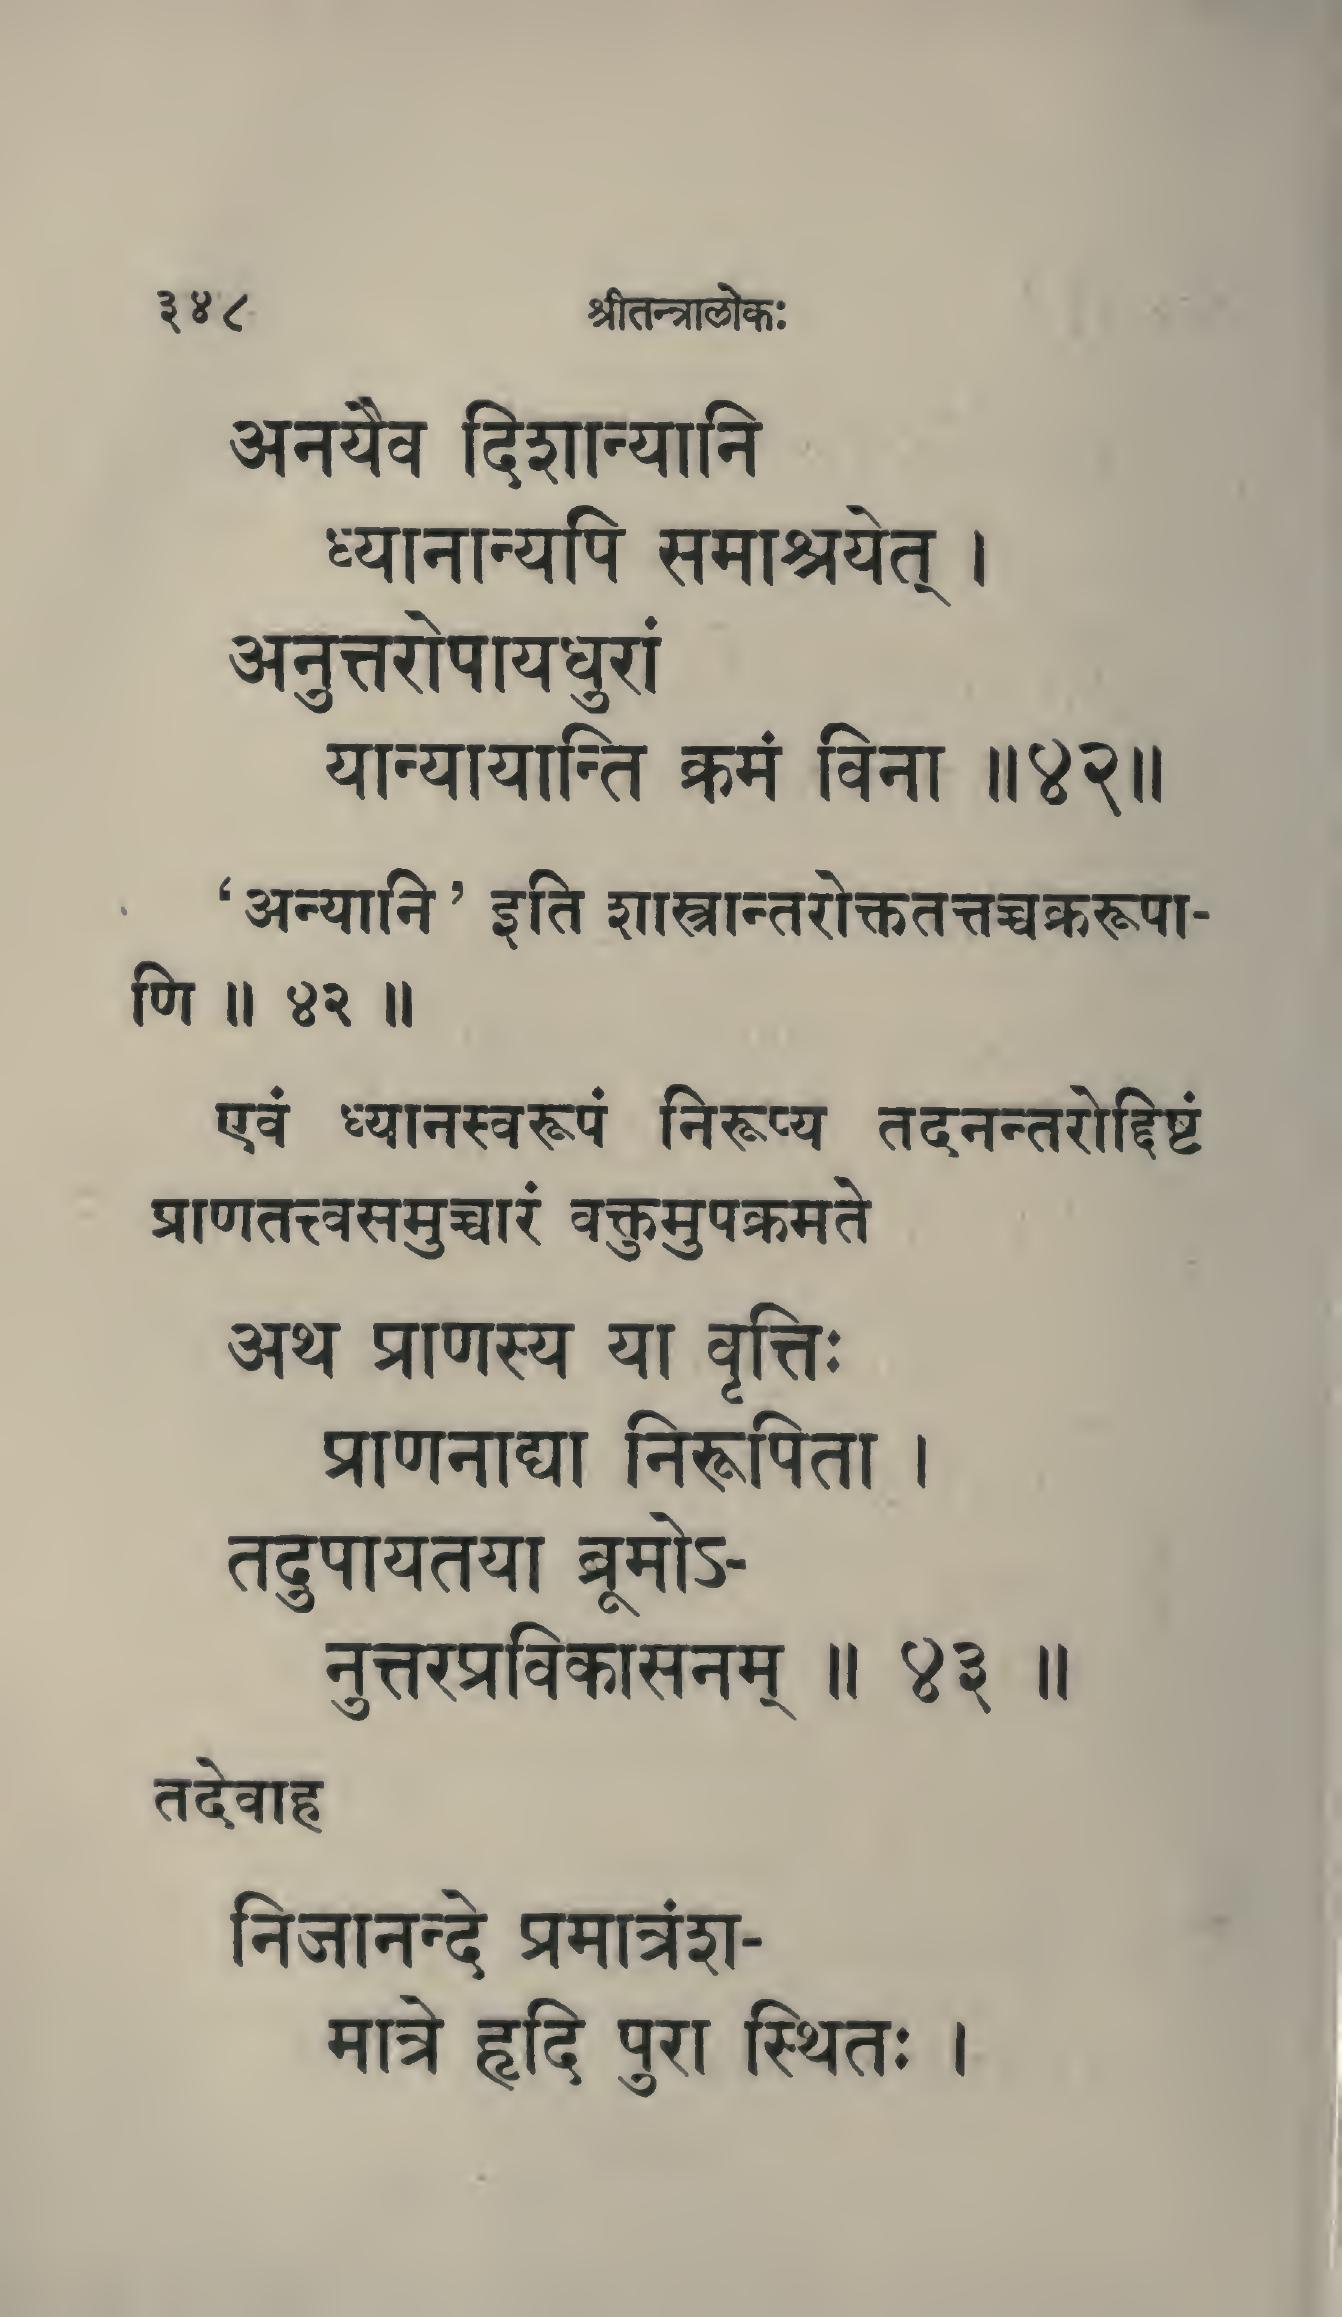 ३४८ श्रीतन्त्रालोकः
अनयैव दिशान्यानि
ध्यानान्यपि समाश्रयेत् ।
अनुत्तरोपायधुरां
यान्यायान्ति क्रमं विना ॥४२॥
‘अन्यानि’ इति शास्त्रान्तरोक्ततत्तच्चक्ररूपा-
णि ॥ ४२ ॥
एवं ध्यानस्वरूपं निरूप्य तदनन्तरोद्दिष्टं
प्राणतत्त्वसमुच्चारं वक्तुमुपक्रमते
अथ प्राणस्य या वृत्तिः
प्राणनाद्या निरूपिता ।
तदुपायतया ब्रूमोऽ-
नुत्तरप्रविकासनम् ॥ ४३ ॥
तदेवाह
निजानन्दे प्रमात्रंश-
मात्रे हृदि पुरा स्थितः ।